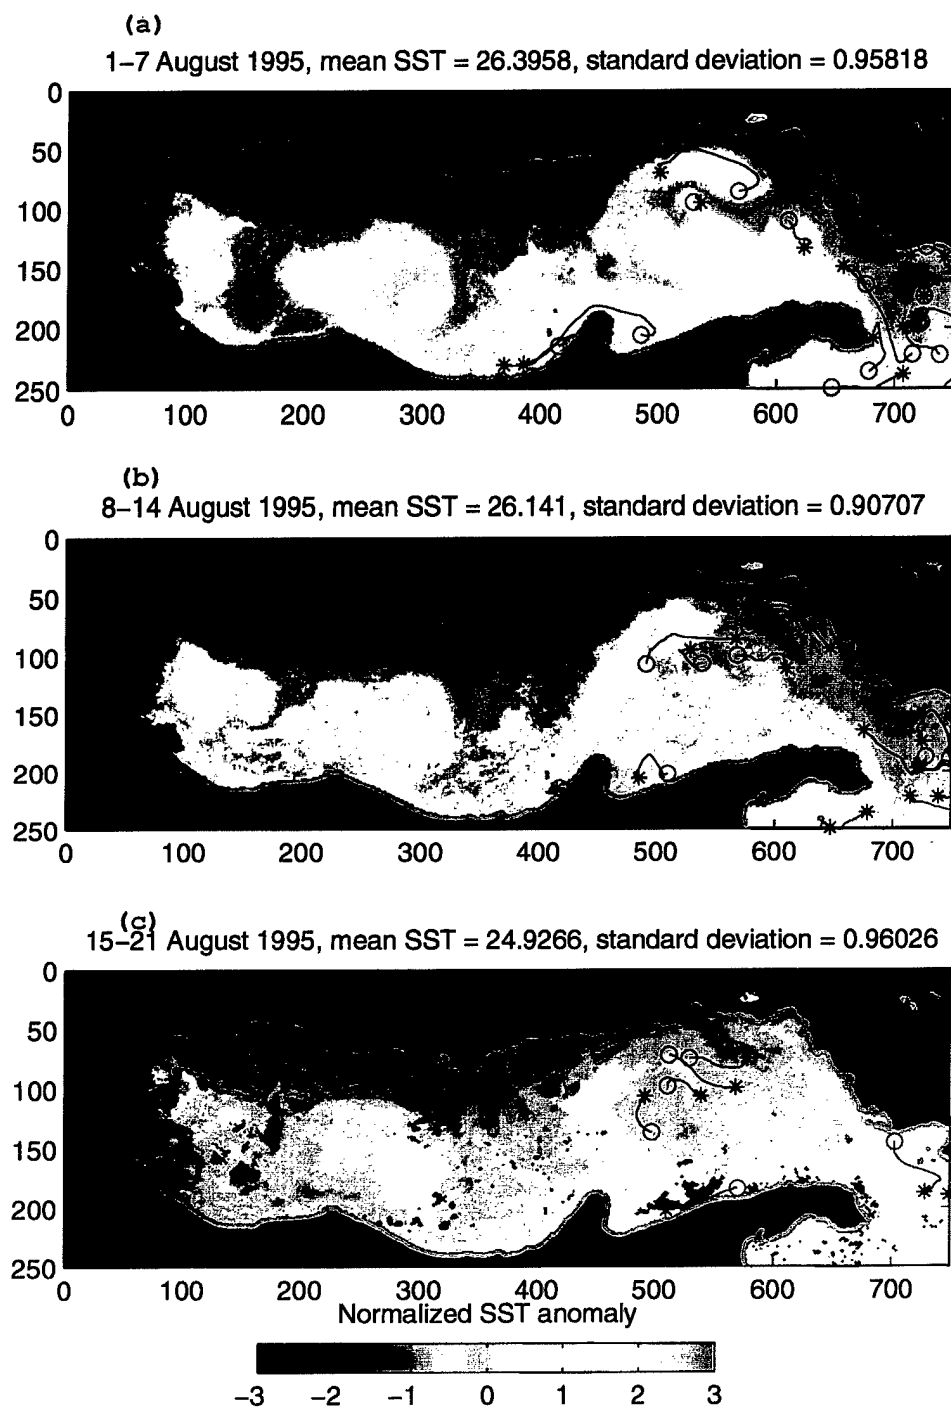 (a)
1–7 August 1995, mean SST = 26.3958, standard deviation = 0.95818
0
50
100
150
200
250
0 100 200 300 400 500 600 700
(b)
8–14 August 1995, mean SST = 26.141, standard deviation = 0.90707
0
50
100
150
200
250
0 100 200 300 400 500 600 700
(c)
15–21 August 1995, mean SST = 24.9266, standard deviation = 0.96026
0
50
100
150
200
250
0 100 200 300 400 500 600 700
Normalized SST anomaly
−3 −2 −1 0 1 2 3